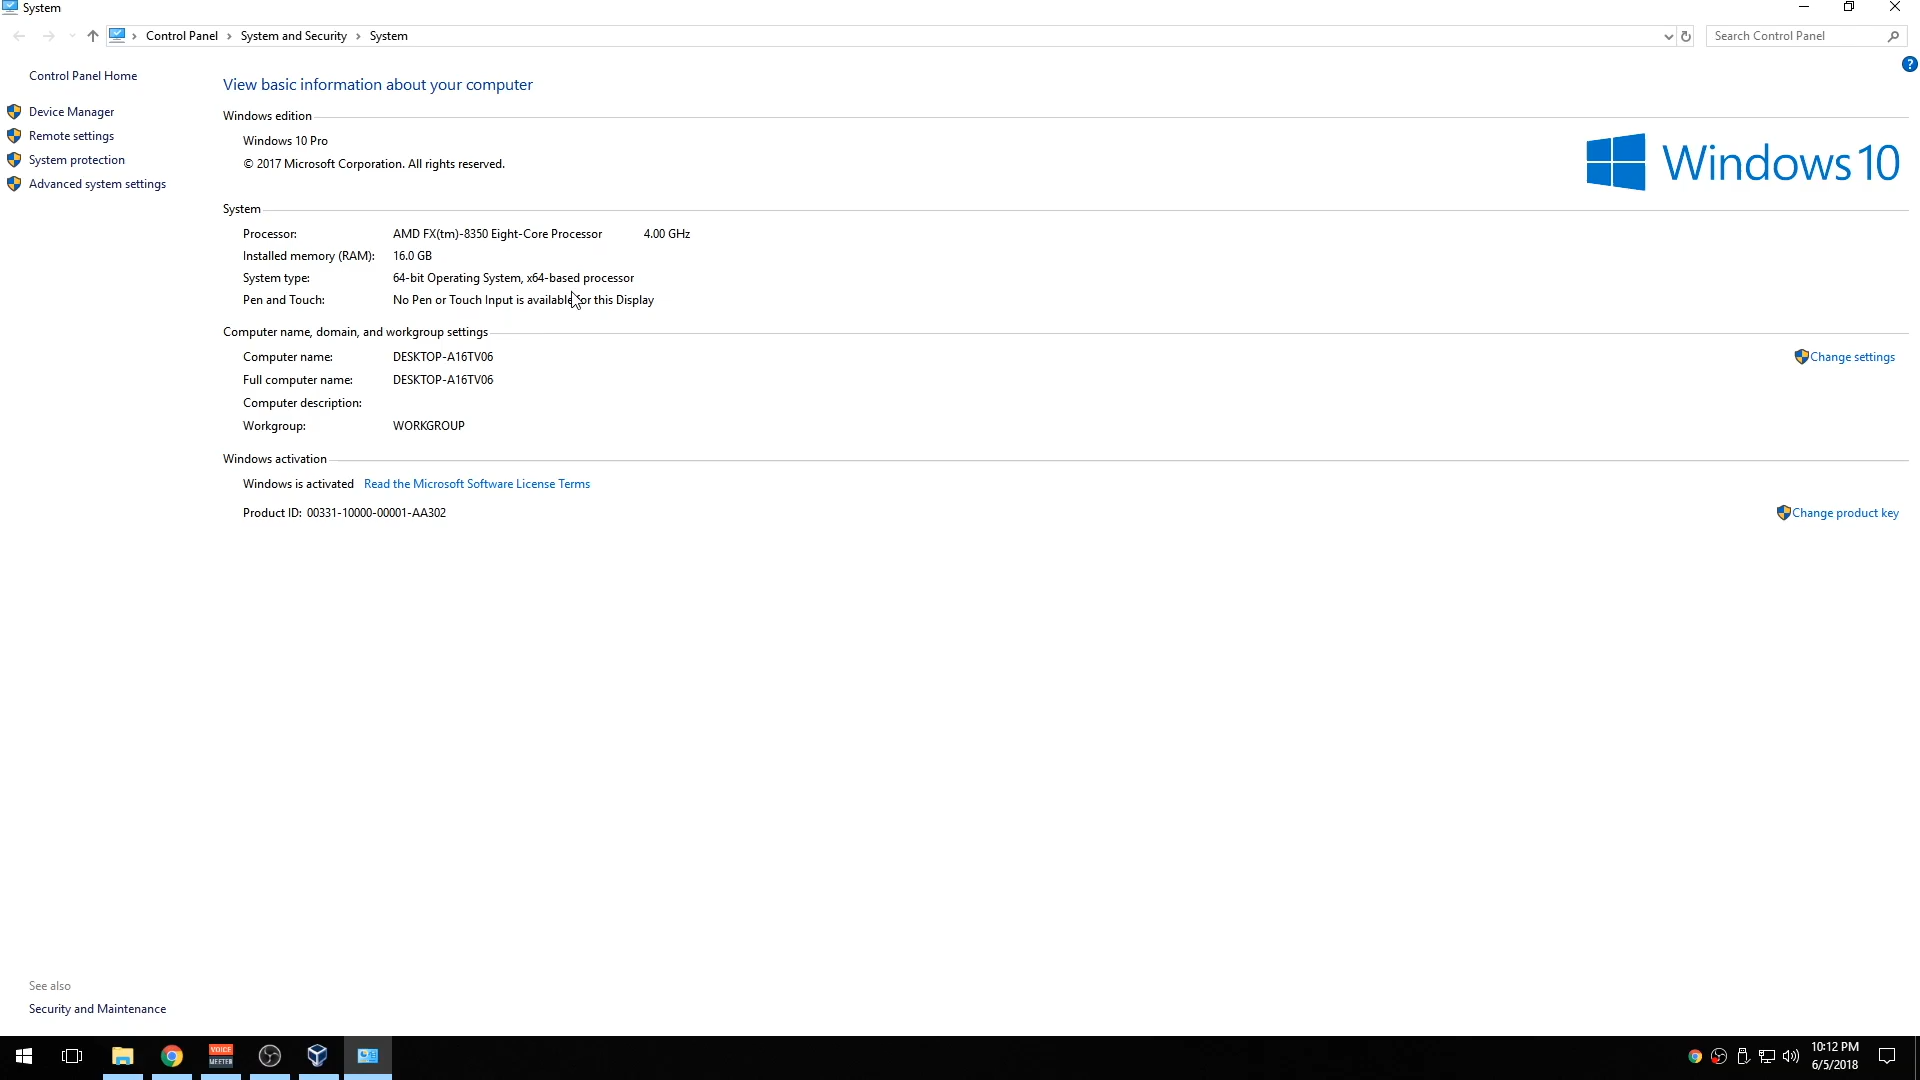 System
Control Panel > System and Security > System
Search Control Panel
Control Panel Home
Device Manager
Remote settings
System protection
Advanced system settings
View basic information about your computer
Windows edition
Windows 10 Pro
© 2017 Microsoft Corporation. All rights reserved.
Windows 10
System
Processor: AMD FX(tm)-8350 Eight-Core Processor 4.00 GHz
Installed memory (RAM): 16.0 GB
System type: 64-bit Operating System, x64-based processor
Pen and Touch: No Pen or Touch Input is available for this Display
Computer name, domain, and workgroup settings
Computer name: DESKTOP-A16TV06
Change settings
Full computer name: DESKTOP-A16TV06
Computer description:
Workgroup: WORKGROUP
Windows activation
Windows is activated Read the Microsoft Software License Terms
Product ID: 00331-10000-00001-AA302
Change product key
See also
Security and Maintenance
VOICE
MEETER
10:12 PM
6/5/2018